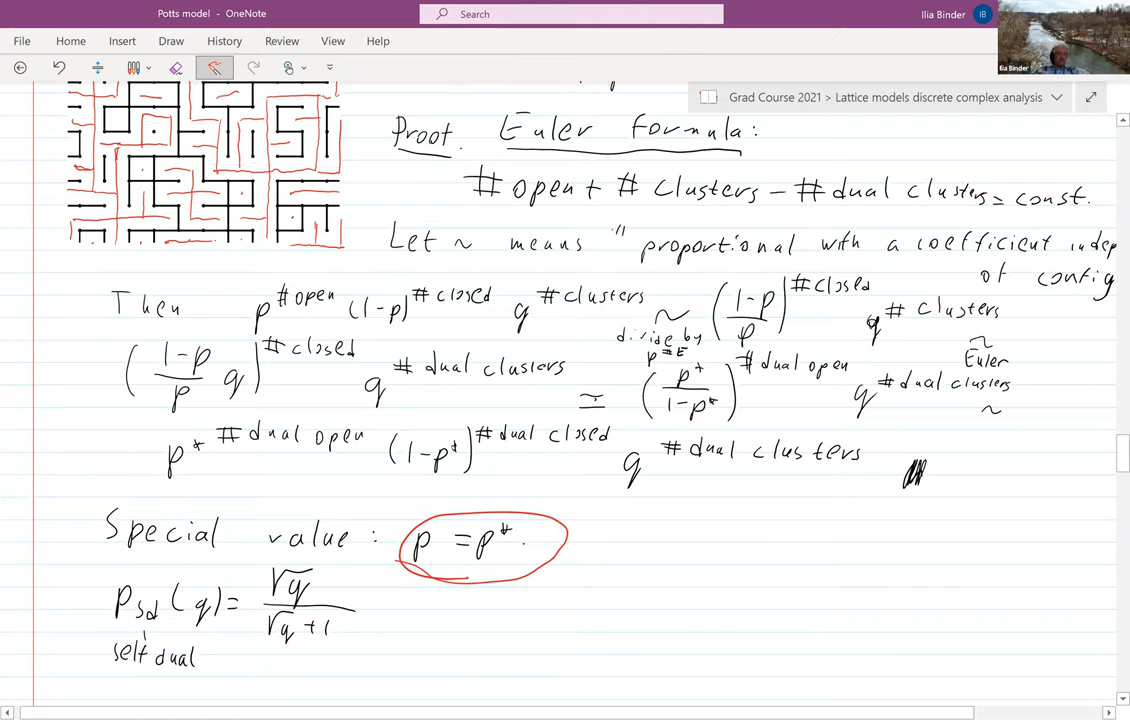 Potts model - OneNote
Search
Ilia Binder
IB
File Home Insert Draw History Review View Help
Ilia Binder
Grad Course 2021 > Lattice models discrete complex analysis
Proof. Euler formula:
# open + # clusters - # dual clusters = const.
Let ~ means " proportional with a coefficient indep
of config
Then p^# open (1-p)^# closed q^# clusters ~ ((1-p)/p)^# closed q^# clusters
divide by p^#E
~ Euler
((1-p)/p q)^# closed q^# dual clusters ≃ (p*/(1-p*))^# dual open q^# dual clusters ~
p*^# dual open (1-p*)^# dual closed q^# dual clusters
Special value: p = p*.
p_sd(q) = √q/(√q+1)
self dual